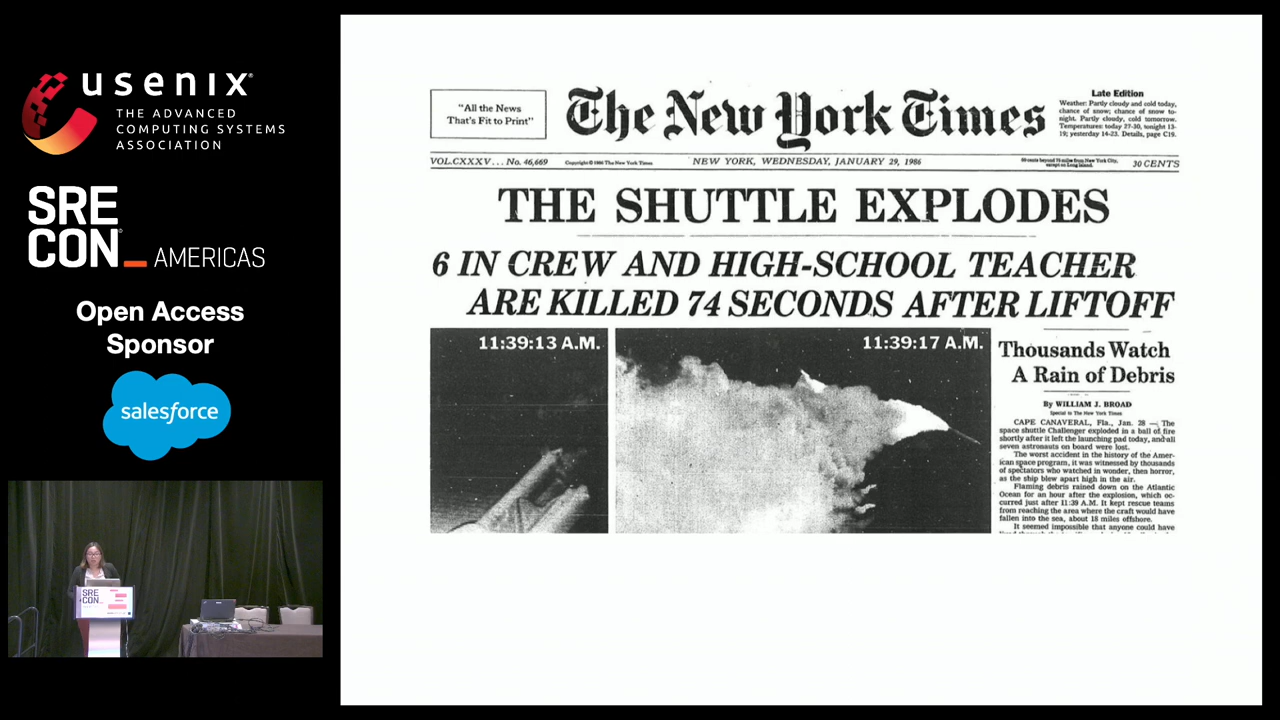 usenix®
THE ADVANCED
COMPUTING SYSTEMS
ASSOCIATION
SRE
CON_AMERICAS
Open Access
Sponsor
salesforce
SRE
CON_
"All the News
That's Fit to Print"
The New York Times
Late Edition
Weather: Partly cloudy and cold today,
chance of snow; chance of snow to-
night. Partly cloudy, cold tomorrow.
Temperatures: today 27-30, tonight 13-
19; yesterday 14-23. Details, page C19.
VOL.CXXXV... No. 46,669
Copyright © 1986 The New York Times
NEW YORK, WEDNESDAY, JANUARY 29, 1986
30 CENTS
THE SHUTTLE EXPLODES
6 IN CREW AND HIGH-SCHOOL TEACHER
ARE KILLED 74 SECONDS AFTER LIFTOFF
11:39:13 A.M.
11:39:17 A.M.
Thousands Watch
A Rain of Debris
By WILLIAM J. BROAD
Special to The New York Times
CAPE CANAVERAL, Fla., Jan. 28 — The
space shuttle Challenger exploded in a ball of fire
shortly after it left the launching pad today, and all
seven astronauts on board were lost.
The worst accident in the history of the Amer-
ican space program, it was witnessed by thousands
of spectators who watched in wonder, then horror,
as the ship blew apart high in the air.
Flaming debris rained down on the Atlantic
Ocean for an hour after the explosion, which oc-
curred just after 11:39 A.M. It kept rescue teams
from reaching the area where the craft would have
fallen into the sea, about 18 miles offshore.
It seemed impossible that anyone could have